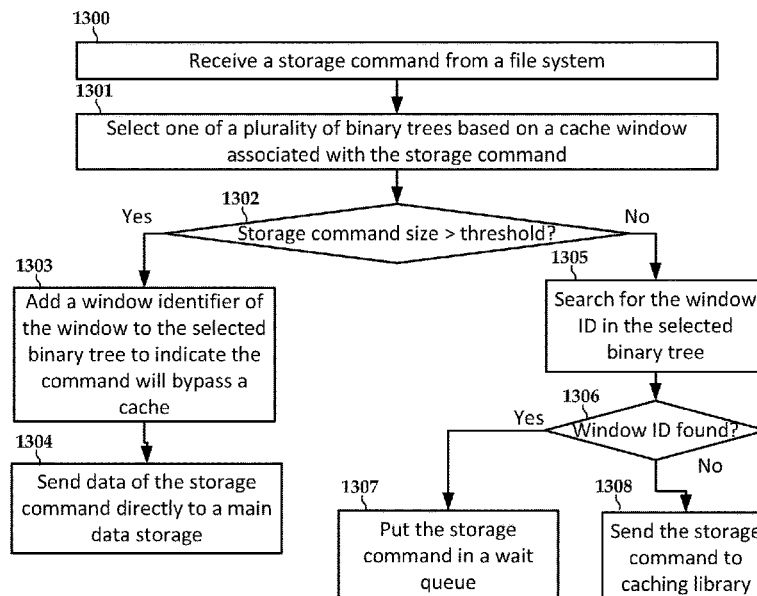 1300
Receive a storage command from a file system
1301
Select one of a plurality of binary trees based on a cache window
associated with the storage command
1302
Yes
No
Storage command size > threshold?
1303
Add a window identifier of
the window to the selected
binary tree to indicate the
command will bypass a
cache
1305
Search for the window
ID in the selected
binary tree
1304
Send data of the storage
command directly to a main
data storage
1306
Yes
Window ID found?
No
1307
Put the storage
command in a wait
queue
1308
Send the storage
command to
caching library